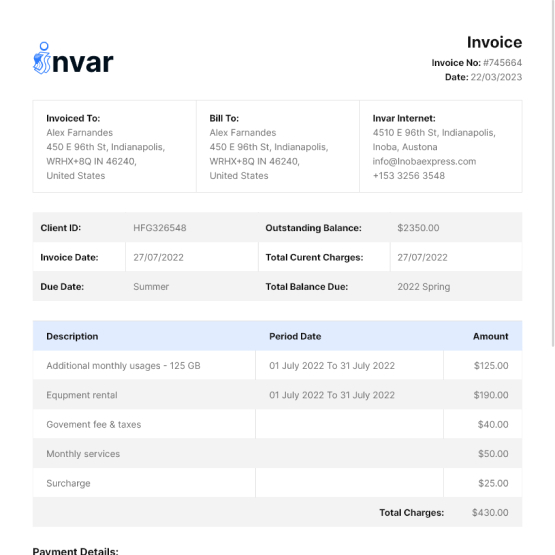 invar
Invoice
Invoice No: #745664
Date: 22/03/2023
Invoiced To:
Alex Farnandes
450 E 96th St, Indianapolis,
WRHX+8Q IN 46240,
United States
Bill To:
Alex Farnandes
450 E 96th St, Indianapolis,
WRHX+8Q IN 46240,
United States
Invar Internet:
4510 E 96th St, Indianapolis,
Inoba, Austona
info@Inobaexpress.com
+153 3256 3548
Client ID: HFG326548 Outstanding Balance: $2350.00
Invoice Date: 27/07/2022 Total Curent Charges: 27/07/2022
Due Date: Summer Total Balance Due: 2022 Spring
Description Period Date Amount
Additional monthly usages - 125 GB 01 July 2022 To 31 July 2022 $125.00
Equpment rental 01 July 2022 To 31 July 2022 $190.00
Govement fee & taxes $40.00
Monthly services $50.00
Surcharge $25.00
Total Charges: $430.00
Payment Details: